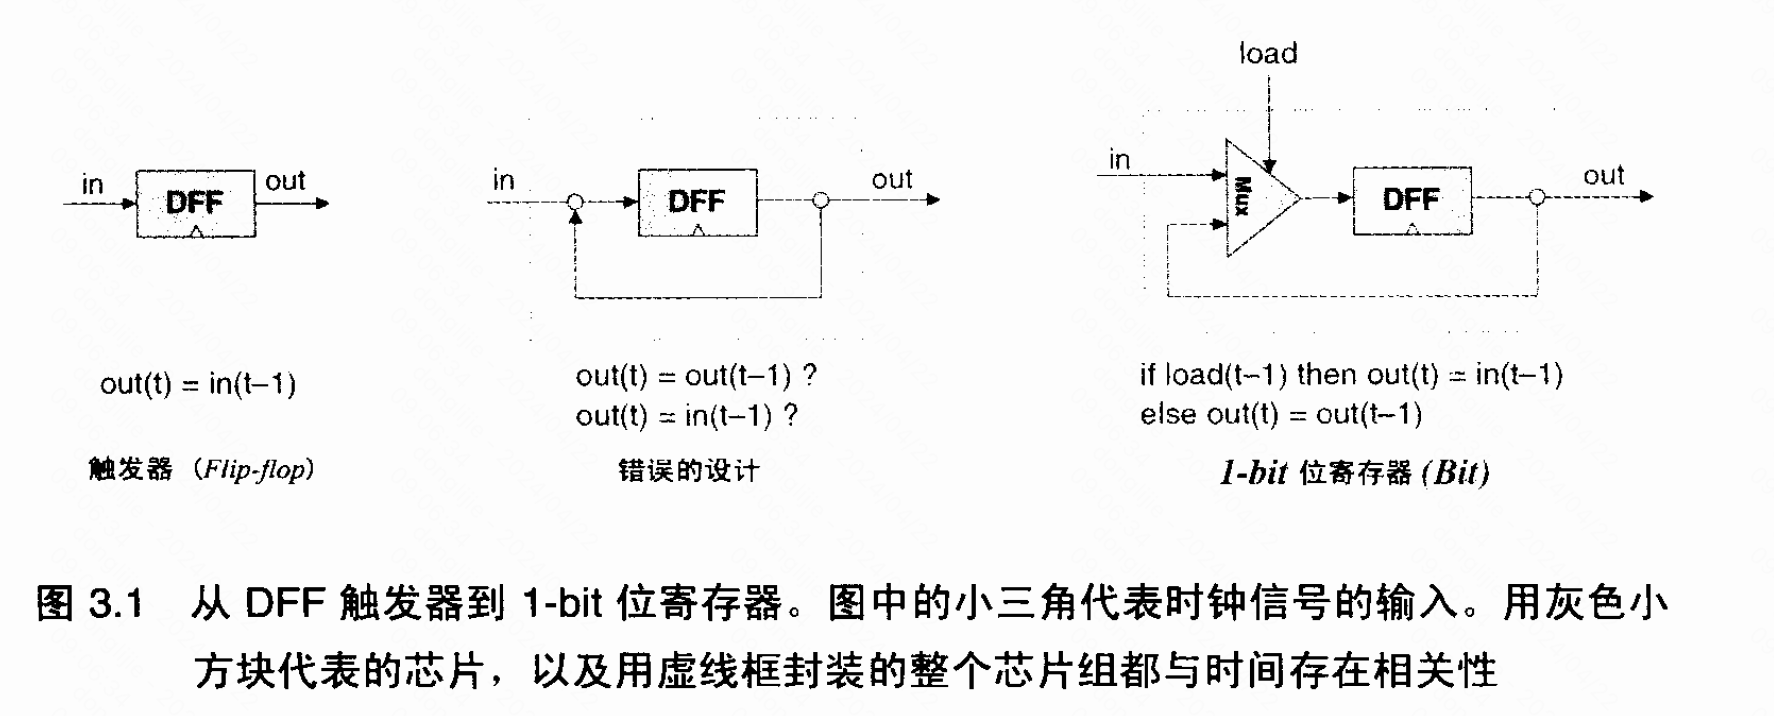 load
in
DFF
out
in
DFF
out
in
Mux
DFF
out
out(t) = in(t–1)
out(t) = out(t–1) ?
out(t) = in(t–1) ?
if load(t–1) then out(t) = in(t–1)
else out(t) = out(t–1)
触发器（Flip-flop）
错误的设计
1-bit 位寄存器 (Bit)
图 3.1 从 DFF 触发器到 1-bit 位寄存器。图中的小三角代表时钟信号的输入。用灰色小
方块代表的芯片，以及用虚线框封装的整个芯片组都与时间存在相关性